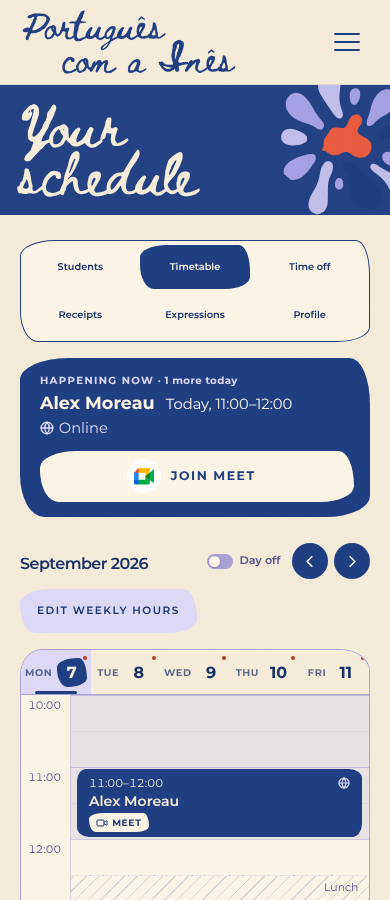 Português
com a Inês
Your
schedule
Students Timetable Time off
Receipts Expressions Profile
HAPPENING NOW · 1 more today
Alex Moreau Today, 11:00–12:00
Online
JOIN MEET
September 2026 Day off
EDIT WEEKLY HOURS
MON 7 TUE 8 WED 9 THU 10 FRI 11
10:00
11:00
11:00–12:00
Alex Moreau
MEET
12:00
Lunch